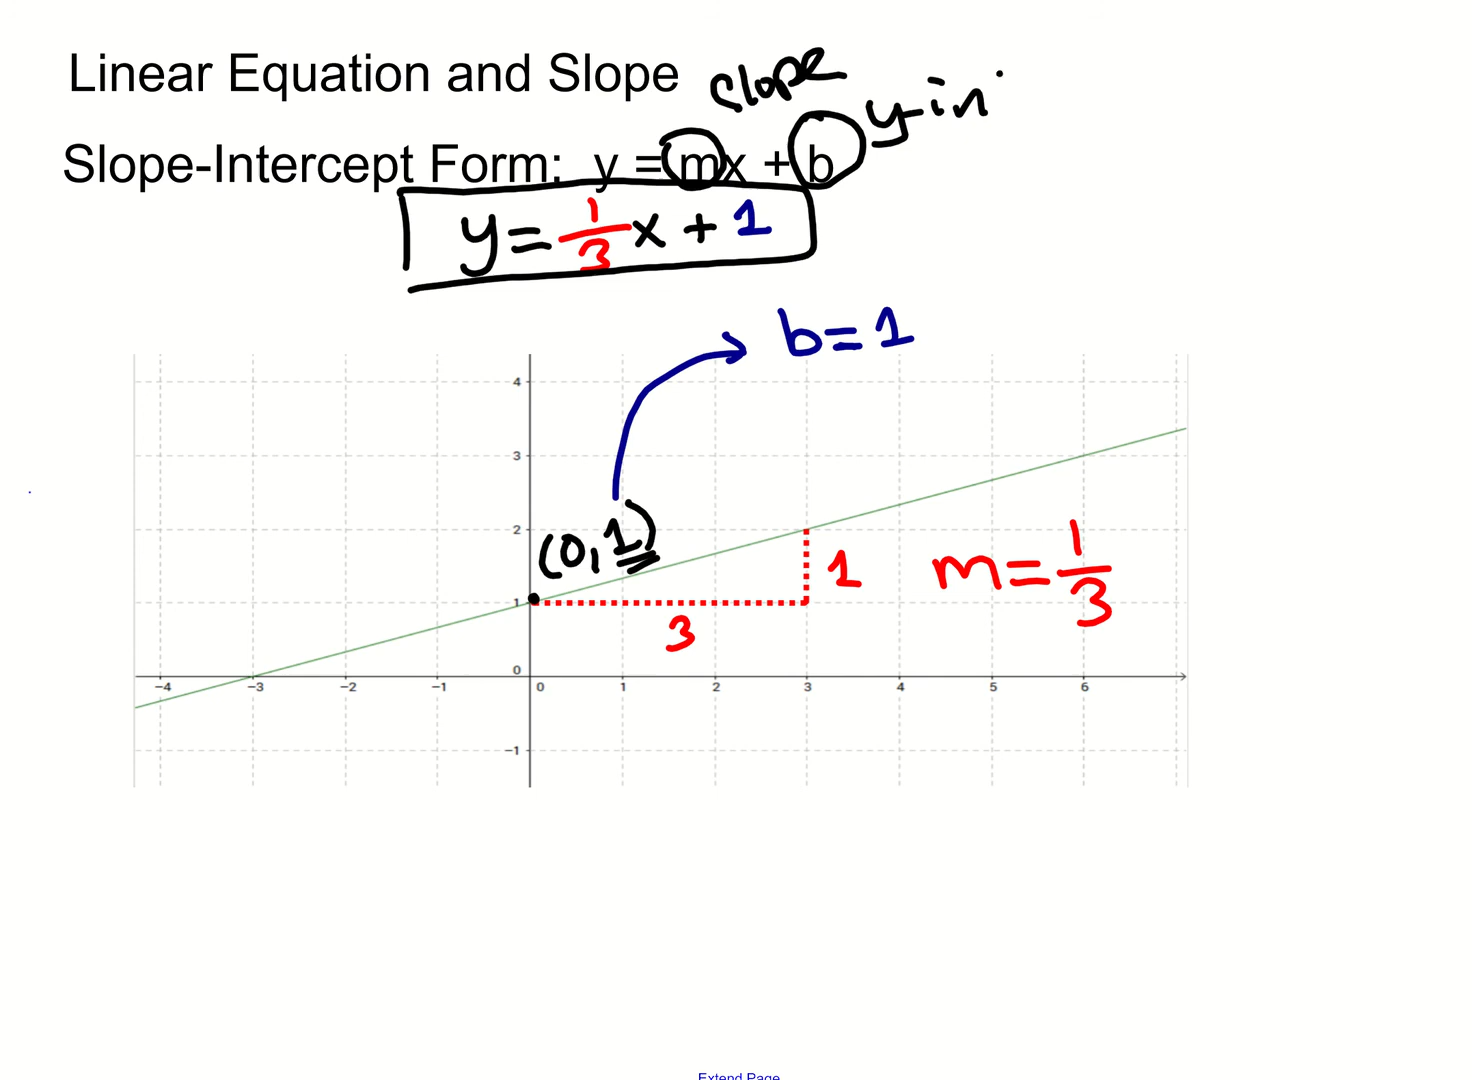 Linear Equation and Slope
slope
y-in.
Slope-Intercept Form: y = mx + b
y = 1/3 x + 1
b = 1
4
3
2
(0, 1)
1
m = 1/3
1
3
0
-4 -3 -2 -1 0 1 2 3 4 5 6
-1
Extend Page